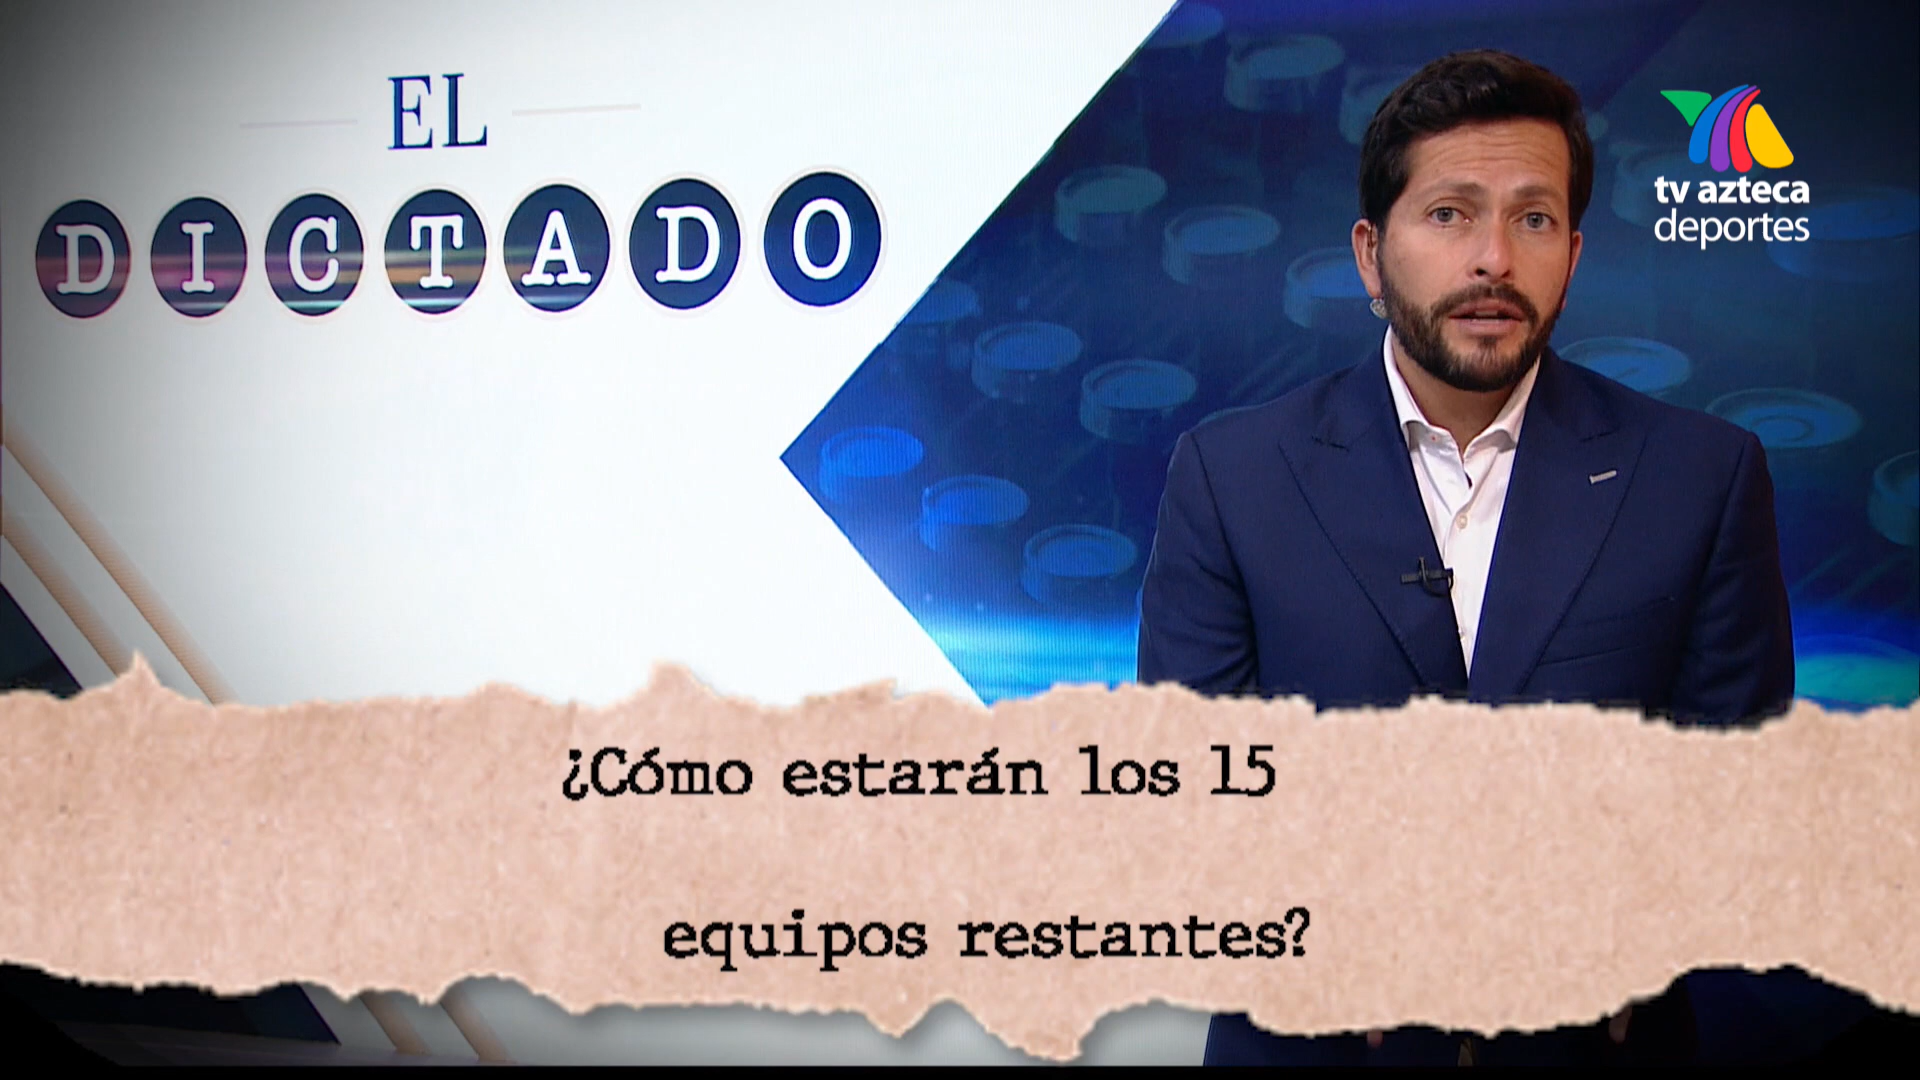 EL
DICTADO
tv azteca
deportes
¿Cómo estarán los 15
equipos restantes?